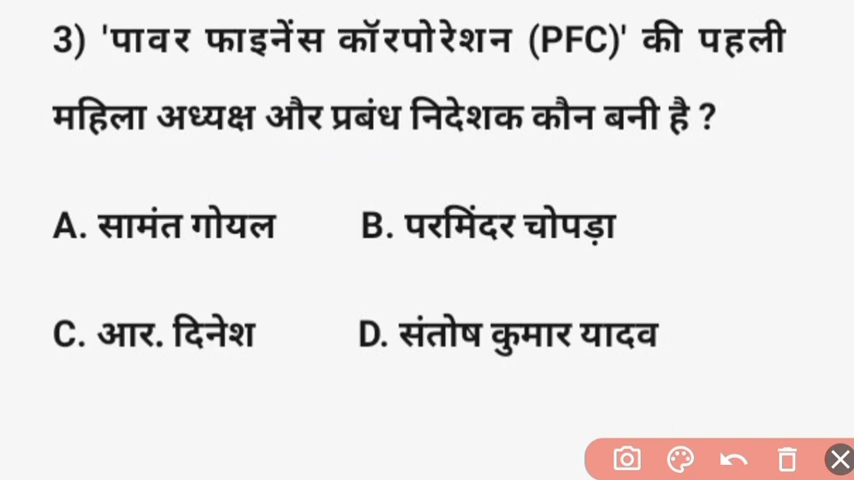 3) 'पावर फाइनेंस कॉरपोरेशन (PFC)' की पहली
महिला अध्यक्ष और प्रबंध निदेशक कौन बनी है ?
A. सामंत गोयल B. परमिंदर चोपड़ा
C. आर. दिनेश D. संतोष कुमार यादव